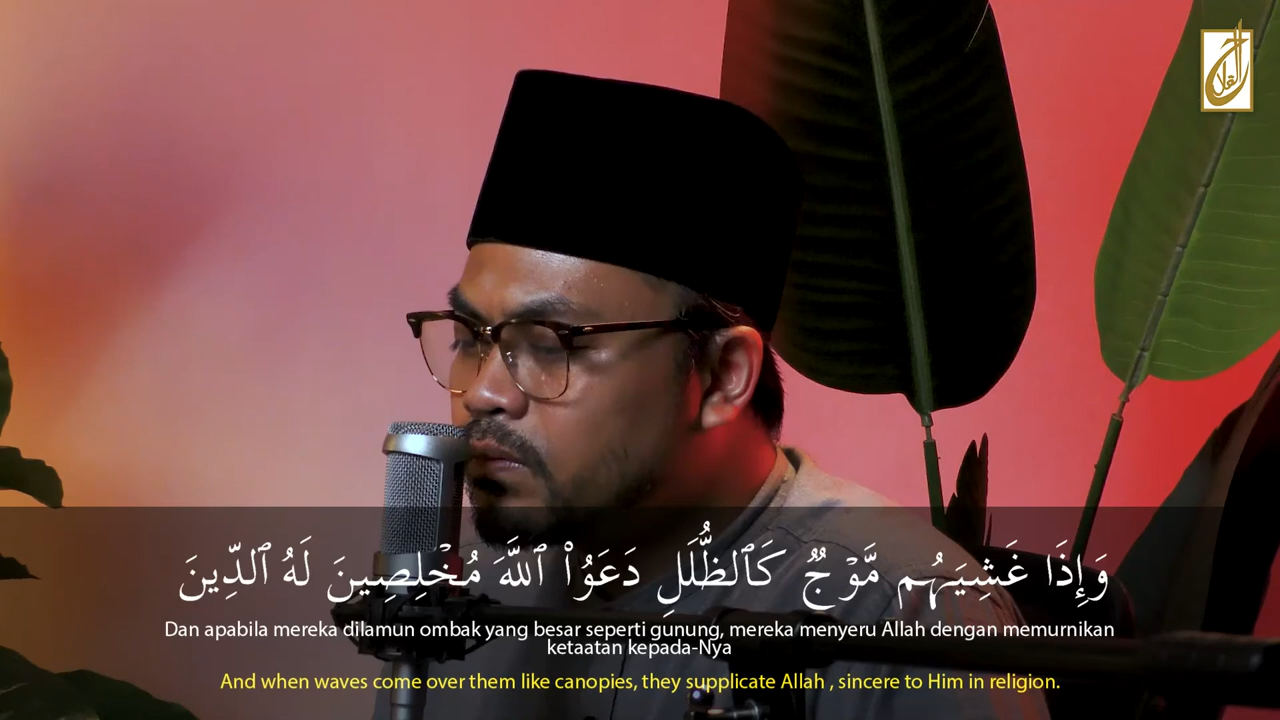 وَإِذَا غَشِيَهُم مَّوْجٌ كَٱلظُّلَلِ دَعَوُا۟ ٱللَّهَ مُخْلِصِينَ لَهُ ٱلدِّينَ
Dan apabila mereka dilamun ombak yang besar seperti gunung, mereka menyeru Allah dengan memurnikan
ketaatan kepada-Nya
And when waves come over them like canopies, they supplicate Allah , sincere to Him in religion.